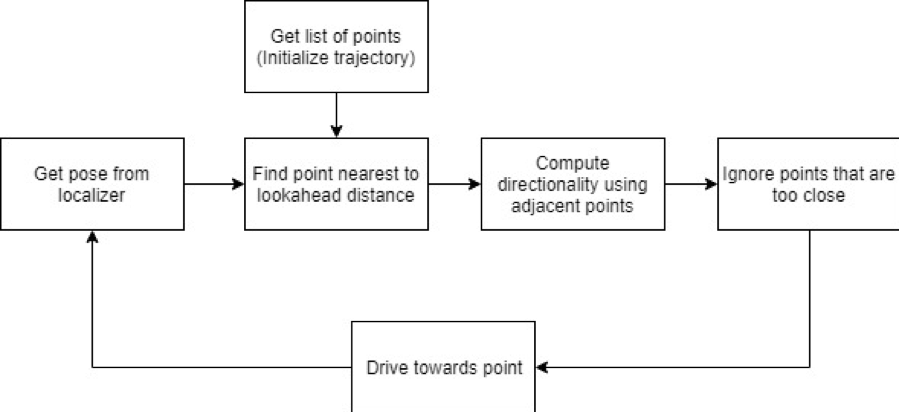 Get list of points
(Initialize trajectory)
Get pose from
localizer
Find point nearest to
lookahead distance
Compute
directionality using
adjacent points
Ignore points that are
too close
Drive towards point